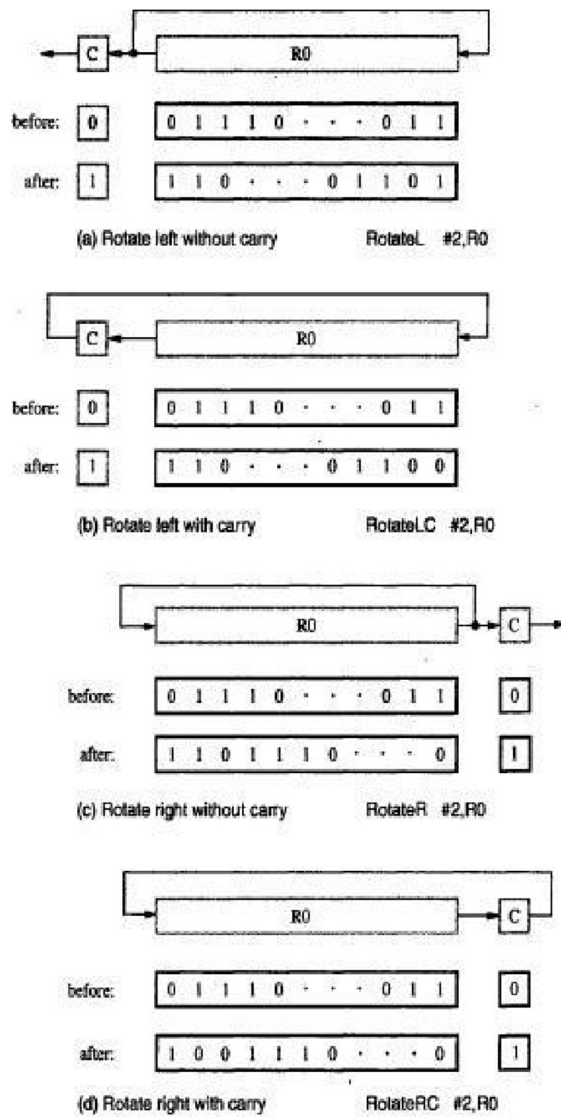 C R0
before: 0 0 1 1 1 0 · · · 0 1 1
after: 1 1 1 0 · · · 0 1 1 0 1
(a) Rotate left without carry RotateL #2,R0
C R0
before: 0 0 1 1 1 0 · · · 0 1 1
after: 1 1 1 0 · · · 0 1 1 0 0
(b) Rotate left with carry RotateLC #2,R0
R0 C
before: 0 1 1 1 0 · · · 0 1 1 0
after: 1 1 0 1 1 1 0 · · · 0 1
(c) Rotate right without carry RotateR #2,R0
R0 C
before: 0 1 1 1 0 · · · 0 1 1 0
after: 1 0 0 1 1 1 0 · · · 0 1
(d) Rotate right with carry RotateRC #2,R0